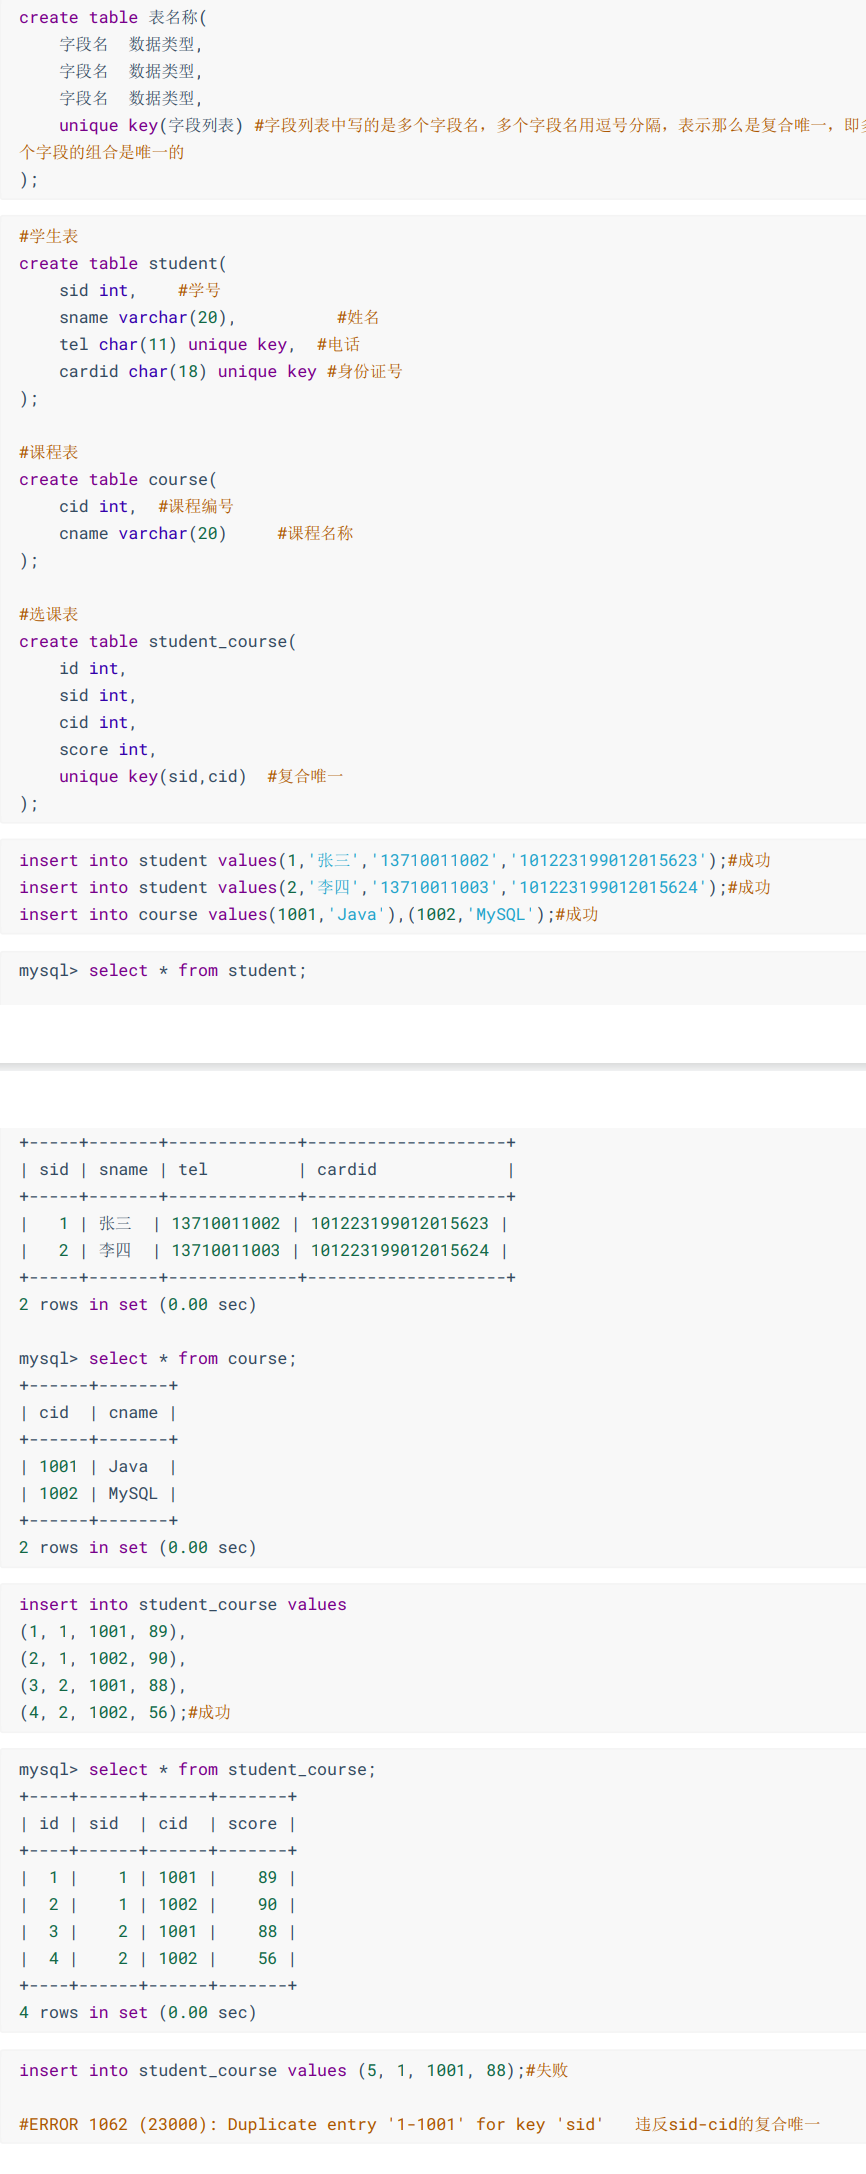 create table 表名称(
    字段名  数据类型,
    字段名  数据类型,
    字段名  数据类型,
    unique key(字段列表) #字段列表中写的是多个字段名，多个字段名用逗号分隔，表示那么是复合唯一，即多
个字段的组合是唯一的
);
#学生表
create table student(
    sid int,    #学号
    sname varchar(20),          #姓名
    tel char(11) unique key,  #电话
    cardid char(18) unique key #身份证号
);
#课程表
create table course(
    cid int,  #课程编号
    cname varchar(20)     #课程名称
);
#选课表
create table student_course(
    id int,
    sid int,
    cid int,
    score int,
    unique key(sid,cid)  #复合唯一
);
insert into student values(1,'张三','13710011002','101223199012015623');#成功
insert into student values(2,'李四','13710011003','101223199012015624');#成功
insert into course values(1001,'Java'),(1002,'MySQL');#成功
mysql> select * from student;
+-----+-------+-------------+--------------------+
| sid | sname | tel         | cardid             |
+-----+-------+-------------+--------------------+
|   1 | 张三  | 13710011002 | 101223199012015623 |
|   2 | 李四  | 13710011003 | 101223199012015624 |
+-----+-------+-------------+--------------------+
2 rows in set (0.00 sec)
mysql> select * from course;
+------+-------+
| cid  | cname |
+------+-------+
| 1001 | Java  |
| 1002 | MySQL |
+------+-------+
2 rows in set (0.00 sec)
insert into student_course values
(1, 1, 1001, 89),
(2, 1, 1002, 90),
(3, 2, 1001, 88),
(4, 2, 1002, 56);#成功
mysql> select * from student_course;
+----+------+------+-------+
| id | sid  | cid  | score |
+----+------+------+-------+
|  1 |    1 | 1001 |    89 |
|  2 |    1 | 1002 |    90 |
|  3 |    2 | 1001 |    88 |
|  4 |    2 | 1002 |    56 |
+----+------+------+-------+
4 rows in set (0.00 sec)
insert into student_course values (5, 1, 1001, 88);#失败
#ERROR 1062 (23000): Duplicate entry '1-1001' for key 'sid'   违反sid-cid的复合唯一